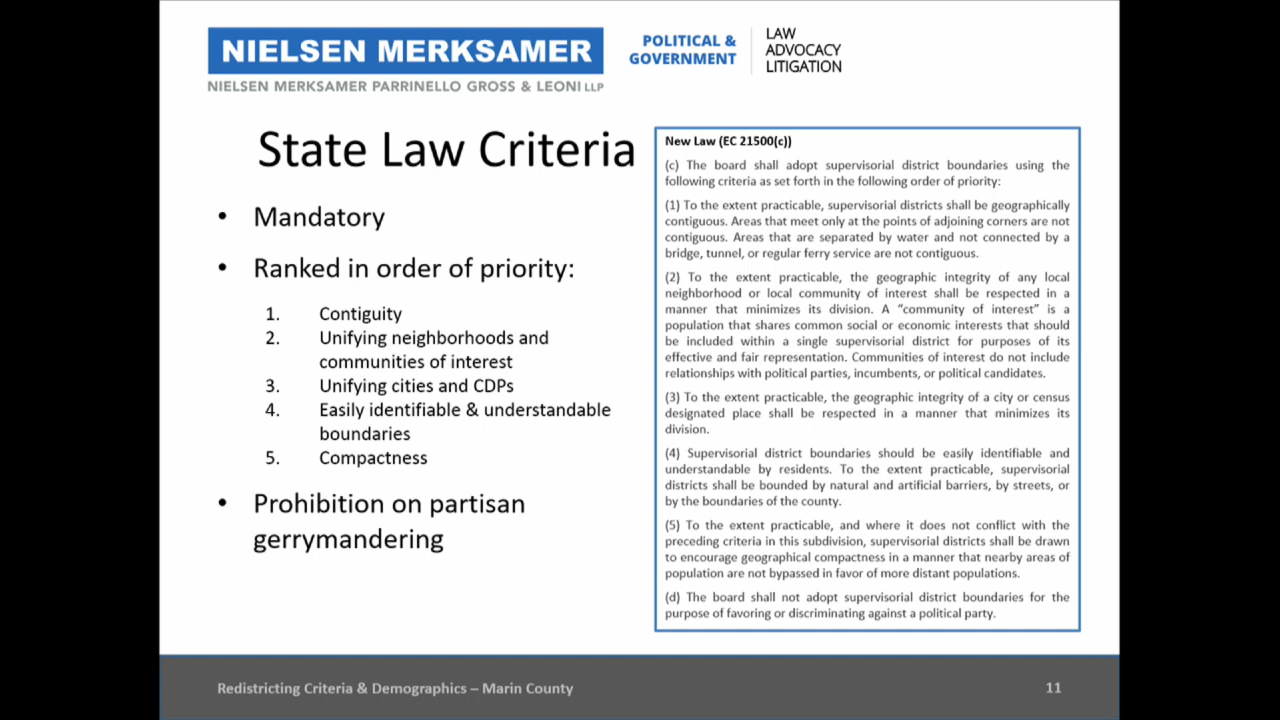 NIELSEN MERKSAMER
NIELSEN MERKSAMER PARRINELLO GROSS & LEONI LLP
POLITICAL &
GOVERNMENT
LAW
ADVOCACY
LITIGATION
State Law Criteria
• Mandatory
• Ranked in order of priority:
1. Contiguity
2. Unifying neighborhoods and
communities of interest
3. Unifying cities and CDPs
4. Easily identifiable & understandable
boundaries
5. Compactness
• Prohibition on partisan
gerrymandering
New Law (EC 21500(c))
(c) The board shall adopt supervisorial district boundaries using the
following criteria as set forth in the following order of priority:
(1) To the extent practicable, supervisorial districts shall be geographically
contiguous. Areas that meet only at the points of adjoining corners are not
contiguous. Areas that are separated by water and not connected by a
bridge, tunnel, or regular ferry service are not contiguous.
(2) To the extent practicable, the geographic integrity of any local
neighborhood or local community of interest shall be respected in a
manner that minimizes its division. A “community of interest” is a
population that shares common social or economic interests that should
be included within a single supervisorial district for purposes of its
effective and fair representation. Communities of interest do not include
relationships with political parties, incumbents, or political candidates.
(3) To the extent practicable, the geographic integrity of a city or census
designated place shall be respected in a manner that minimizes its
division.
(4) Supervisorial district boundaries should be easily identifiable and
understandable by residents. To the extent practicable, supervisorial
districts shall be bounded by natural and artificial barriers, by streets, or
by the boundaries of the county.
(5) To the extent practicable, and where it does not conflict with the
preceding criteria in this subdivision, supervisorial districts shall be drawn
to encourage geographical compactness in a manner that nearby areas of
population are not bypassed in favor of more distant populations.
(d) The board shall not adopt supervisorial district boundaries for the
purpose of favoring or discriminating against a political party.
Redistricting Criteria & Demographics – Marin County
11